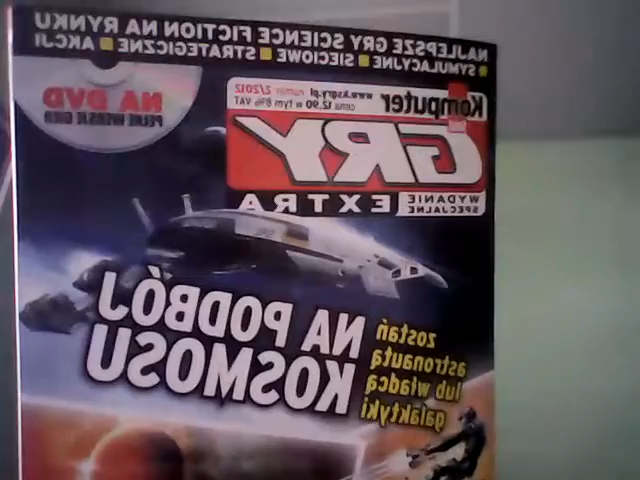 NAJLEPSZE GRY SCIENCE FICTION NA RYNKU
SYMULACYJNE SIECIOWE STRATEGICZNE AKCJI
Komputer
www.ksgry.pl numer 2/2012
cena 12,90 w tym 8% VAT
GRY
WYDANIE
SPECJALNE
EXTRA
NA DVD
PEŁNE WERSJE GIER
zostań
astronautą
lub władcą
galaktyki
NA PODBÓJ
KOSMOSU